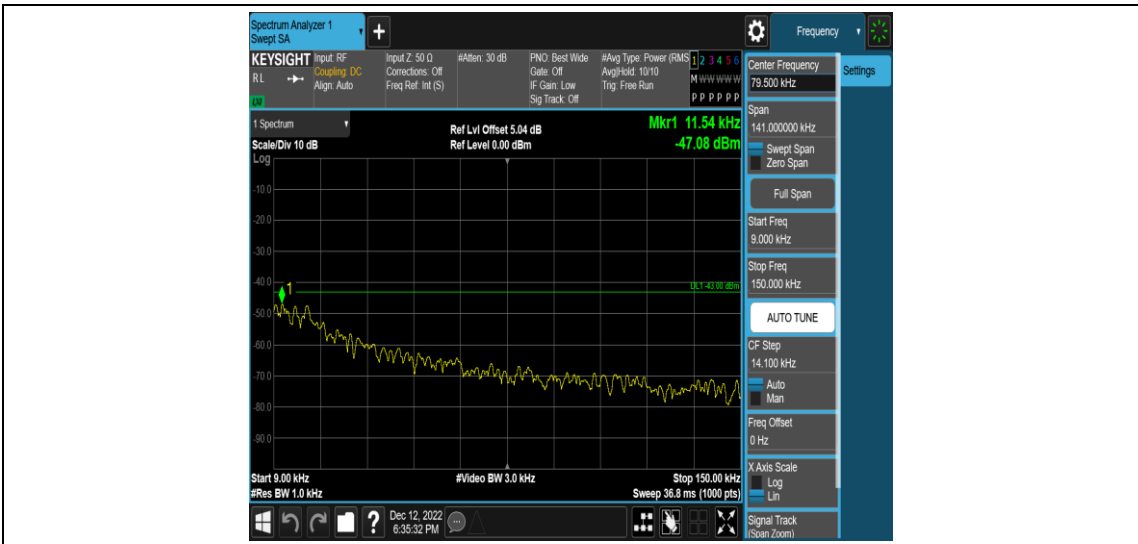 Spectrum Analyzer 1
Swept SA
+
Frequency
KEYSIGHT
Input: RF
Input Z: 50 Ω
#Atten: 30 dB
PNO: Best Wide
#Avg Type: Power (RMS
1 2 3 4 5 6
RL
Coupling: DC
Corrections: Off
Gate: Off
Avg|Hold: 10/10
M W W W W W
Align: Auto
Freq Ref: Int (S)
IF Gain: Low
Trig: Free Run
Sig Track: Off
P P P P P P
LXI
1 Spectrum
Ref Lvl Offset 5.04 dB
Mkr1 11.54 kHz
Scale/Div 10 dB
Ref Level 0.00 dBm
-47.08 dBm
Log
-10.0
-20.0
-30.0
-40.0
1
DL1 -43.00 dBm
-50.0
-60.0
-70.0
-80.0
-90.0
Start 9.00 kHz
#Video BW 3.0 kHz
Stop 150.00 kHz
#Res BW 1.0 kHz
Sweep 36.8 ms (1000 pts)
?
Dec 12, 2022
6:35:32 PM
Center Frequency
79.500 kHz
Settings
Span
141.000000 kHz
Swept Span
Zero Span
Full Span
Start Freq
9.000 kHz
Stop Freq
150.000 kHz
AUTO TUNE
CF Step
14.100 kHz
Auto
Man
Freq Offset
0 Hz
X Axis Scale
Log
Lin
Signal Track
(Span Zoom)